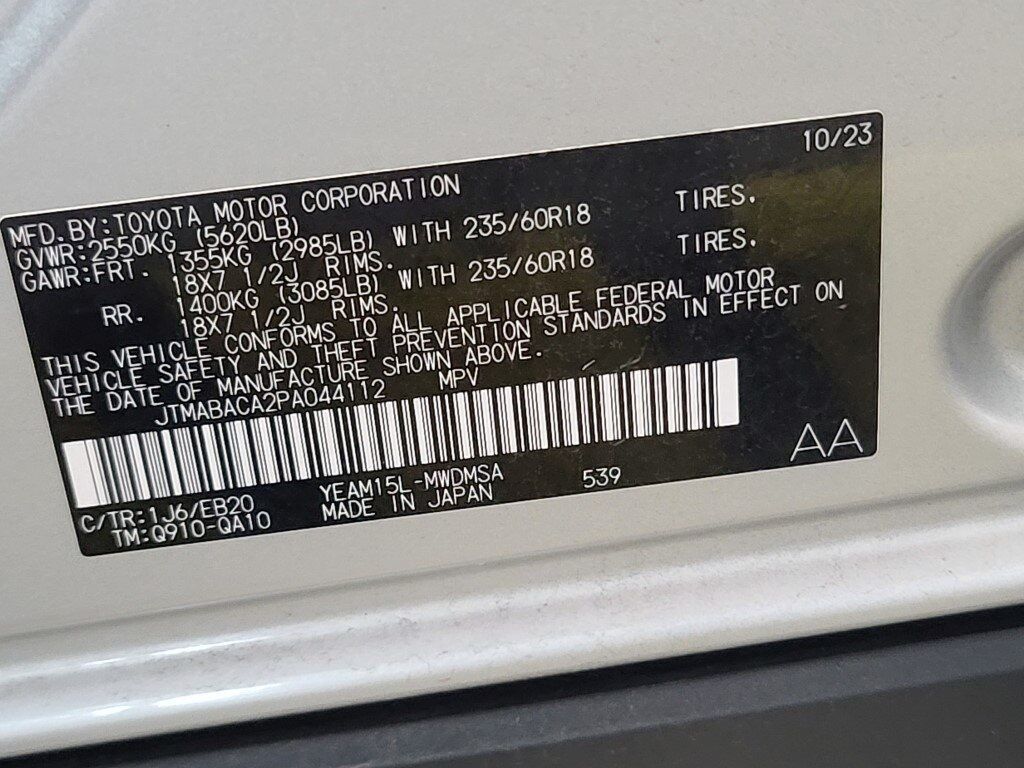 10/23
MFD.BY:TOYOTA MOTOR CORPORATION
GVWR:2550KG (5620LB)
GAWR:FRT. 1355KG (2985LB) WITH 235/60R18 TIRES.
18X7 1/2J RIMS.
RR. 1400KG (3085LB) WITH 235/60R18 TIRES.
18X7 1/2J RIMS.
THIS VEHICLE CONFORMS TO ALL APPLICABLE FEDERAL MOTOR
VEHICLE SAFETY AND THEFT PREVENTION STANDARDS IN EFFECT ON
THE DATE OF MANUFACTURE SHOWN ABOVE.
JTMABACA2PA044112 MPV
AA
C/TR:1J6/EB20 YEAM15L-MWDMSA 539
TM:Q910-QA10 MADE IN JAPAN